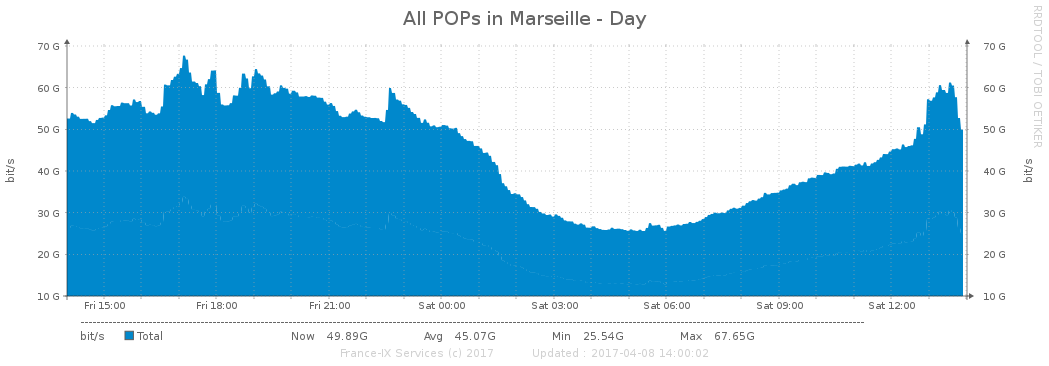 All POPs in Marseille - Day
RRDTOOL / TOBI OETIKER
bit/s
70 G
60 G
50 G
40 G
30 G
20 G
10 G
70 G
60 G
50 G
40 G
30 G
20 G
10 G
bit/s
Fri 15:00 Fri 18:00 Fri 21:00 Sat 00:00 Sat 03:00 Sat 06:00 Sat 09:00 Sat 12:00
bit/s Total Now 49.89G Avg 45.07G Min 25.54G Max 67.65G
France-IX Services (c) 2017 Updated : 2017-04-08 14:00:02